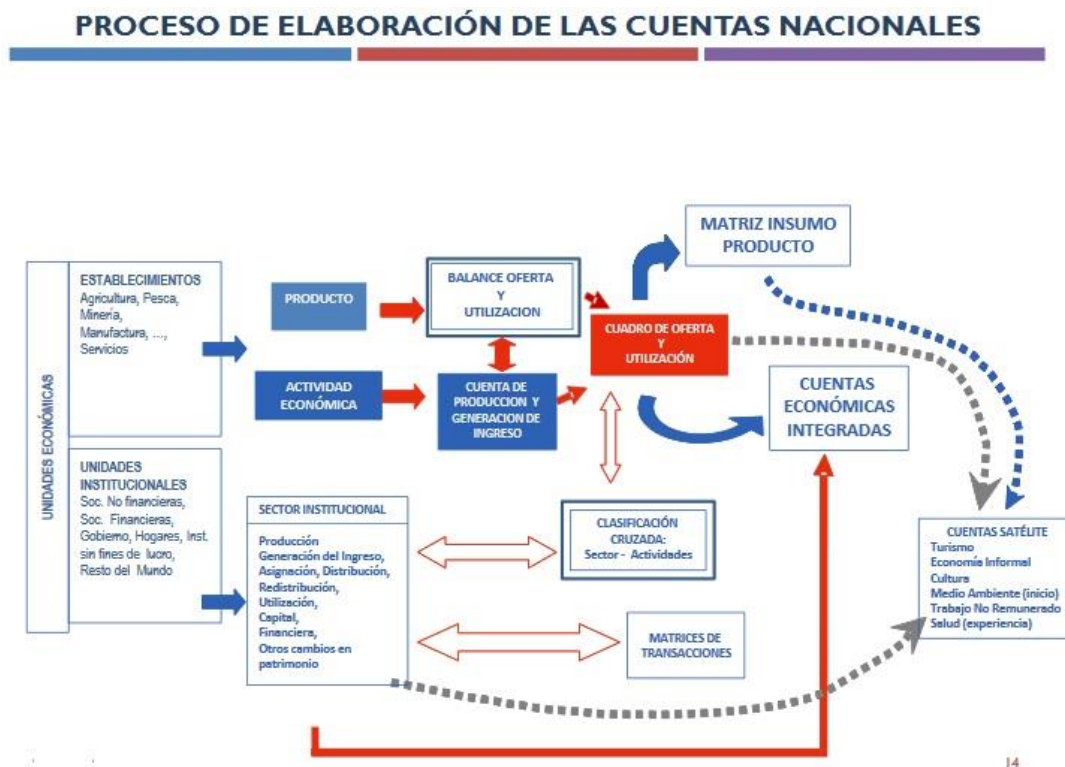 PROCESO DE ELABORACIÓN DE LAS CUENTAS NACIONALES
UNIDADES ECONÓMICAS
ESTABLECIMIENTOS
Agricultura, Pesca,
Minería,
Manufactura, ...,
Servicios
UNIDADES
INSTITUCIONALES
Soc. No financieras,
Soc. Financieras,
Gobierno, Hogares, Inst.
sin fines de lucro,
Resto del Mundo
PRODUCTO
ACTIVIDAD
ECONÓMICA
BALANCE OFERTA
Y
UTILIZACION
CUENTA DE
PRODUCCION Y
GENERACION DE
INGRESO
CUADRO DE OFERTA
Y
UTILIZACIÓN
MATRIZ INSUMO
PRODUCTO
CUENTAS
ECONÓMICAS
INTEGRADAS
SECTOR INSTITUCIONAL
Producción
Generación del Ingreso,
Asignación, Distribución,
Redistribución,
Utilización,
Capital,
Financiera,
Otros cambios en
patrimonio
CLASIFICACIÓN
CRUZADA:
Sector - Actividades
MATRICES DE
TRANSACCIONES
CUENTAS SATÉLITE
Turismo
Economía Informal
Cultura
Medio Ambiente (inicio)
Trabajo No Remunerado
Salud (experiencia)
14